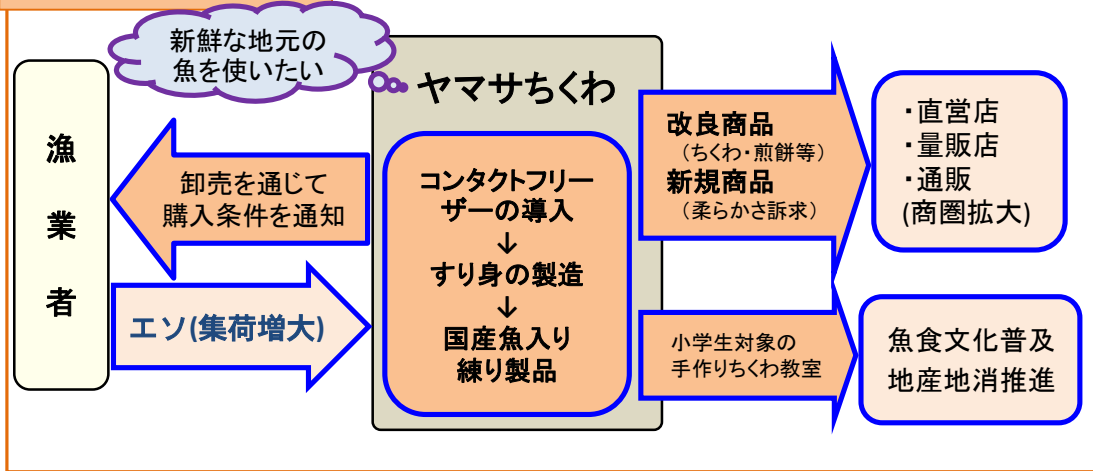 新鮮な地元の
魚を使いたい
漁
業
者
卸売を通じて
購入条件を通知
エソ(集荷増大)
ヤマサちくわ
コンタクトフリー
ザーの導入
↓
すり身の製造
↓
国産魚入り
練り製品
改良商品
（ちくわ・煎餅等）
新規商品
（柔らかさ訴求）
・直営店
・量販店
・通販
(商圏拡大)
小学生対象の
手作りちくわ教室
魚食文化普及
地産地消推進